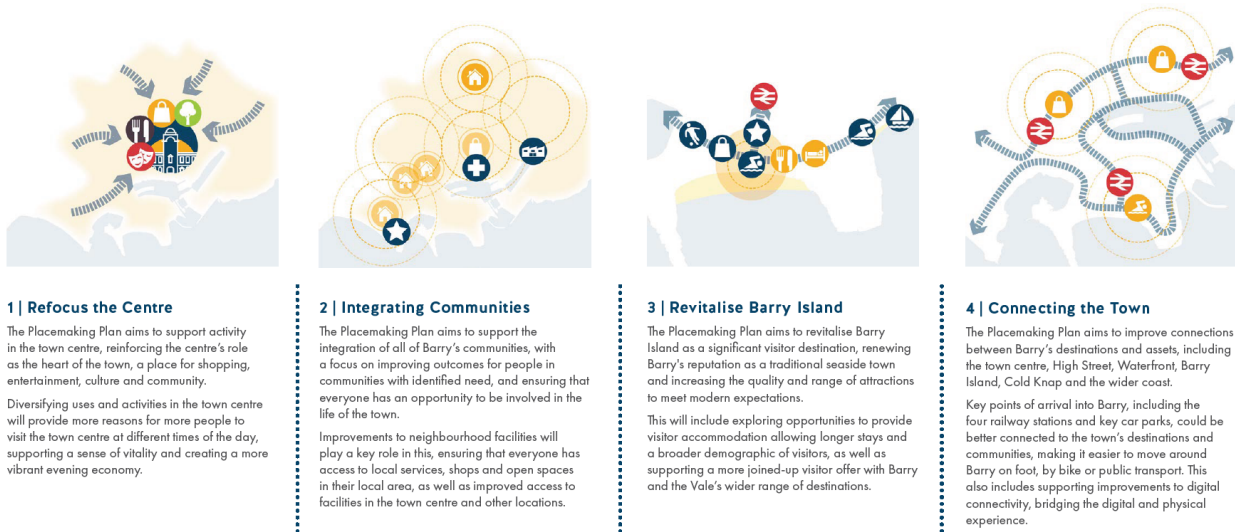 1 | Refocus the Centre
The Placemaking Plan aims to support activity
in the town centre, reinforcing the centre's role
as the heart of the town, a place for shopping,
entertainment, culture and community.
Diversifying uses and activities in the town centre
will provide more reasons for more people to
visit the town centre at different times of the day,
supporting a sense of vitality and creating a more
vibrant evening economy.
2 | Integrating Communities
The Placemaking Plan aims to support the
integration of all of Barry's communities, with
a focus on improving outcomes for people in
communities with identified need, and ensuring that
everyone has an opportunity to be involved in the
life of the town.
Improvements to neighbourhood facilities will
play a key role in this, ensuring that everyone has
access to local services, shops and open spaces
in their local area, as well as improved access to
facilities in the town centre and other locations.
3 | Revitalise Barry Island
The Placemaking Plan aims to revitalise Barry
Island as a significant visitor destination, renewing
Barry's reputation as a traditional seaside town
and increasing the quality and range of attractions
to meet modern expectations.
This will include exploring opportunities to provide
visitor accommodation allowing longer stays and
a broader demographic of visitors, as well as
supporting a more joined-up visitor offer with Barry
and the Vale's wider range of destinations.
4 | Connecting the Town
The Placemaking Plan aims to improve connections
between Barry's destinations and assets, including
the town centre, High Street, Waterfront, Barry
Island, Cold Knap and the wider coast.
Key points of arrival into Barry, including the
four railway stations and key car parks, could be
better connected to the town's destinations and
communities, making it easier to move around
Barry on foot, by bike or public transport. This
also includes supporting improvements to digital
connectivity, bridging the digital and physical
experience.